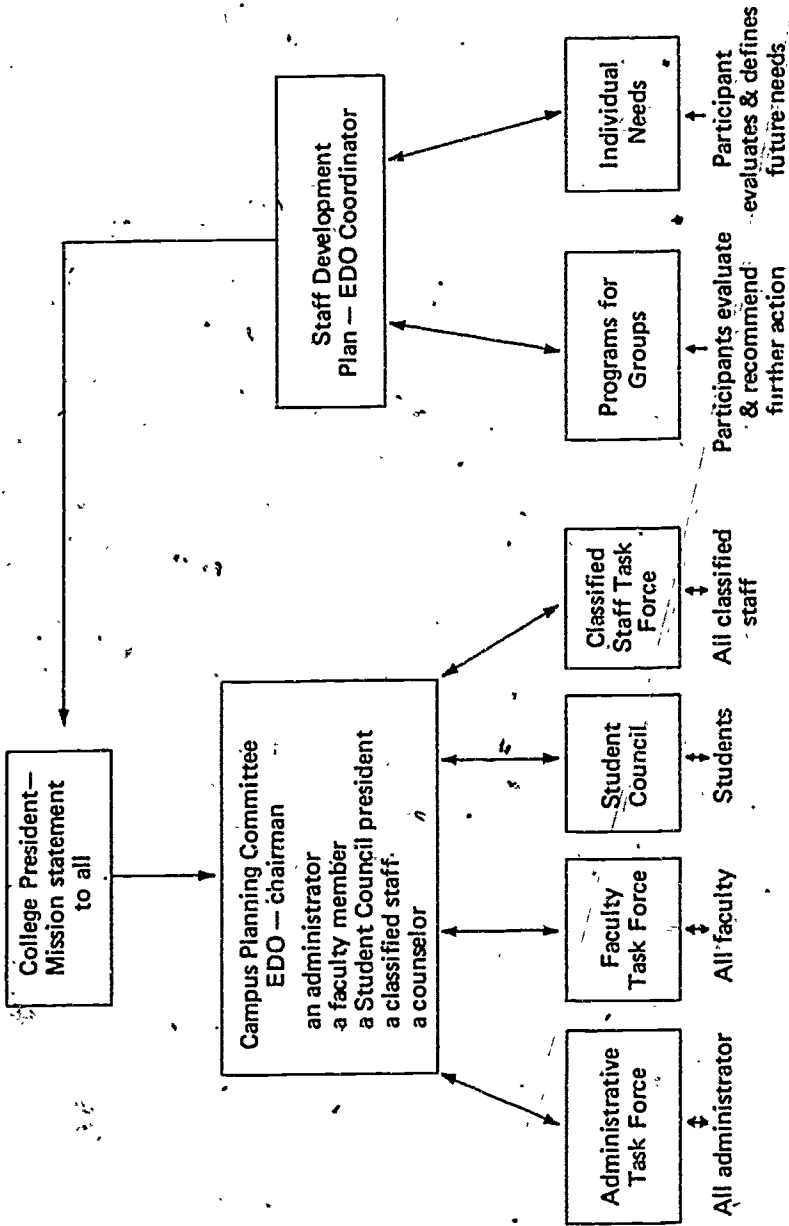 College President—
Mission statement
to all
Campus Planning Committee
EDO — chairman
an administrator
a faculty member
a Student Council president
a classified staff
a counselor
Staff Development
Plan — EDO Coordinator
Administrative
Task Force
Faculty
Task Force
Student
Council
Classified
Staff Task
Force
Programs for
Groups
Individual
Needs
All administrator
All faculty
Students
All classified
staff
Participants evaluate
& recommend
further action
Participant
evaluates & defines
future needs